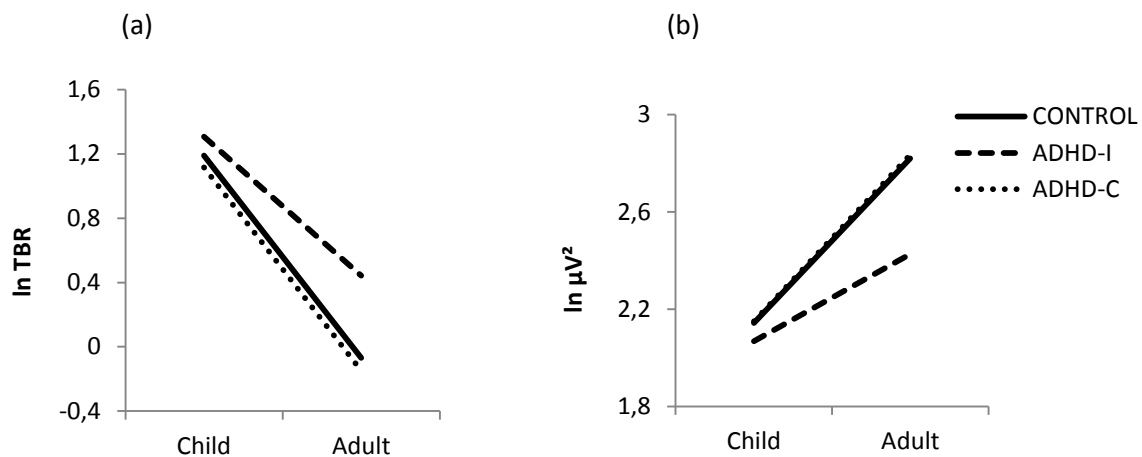 (a)
1,6
1,2
0,8
0,4
0
-0,4
ln TBR
Child Adult
(b)
3
2,6
2,2
1,8
ln µV²
Child Adult
CONTROL
ADHD-I
ADHD-C